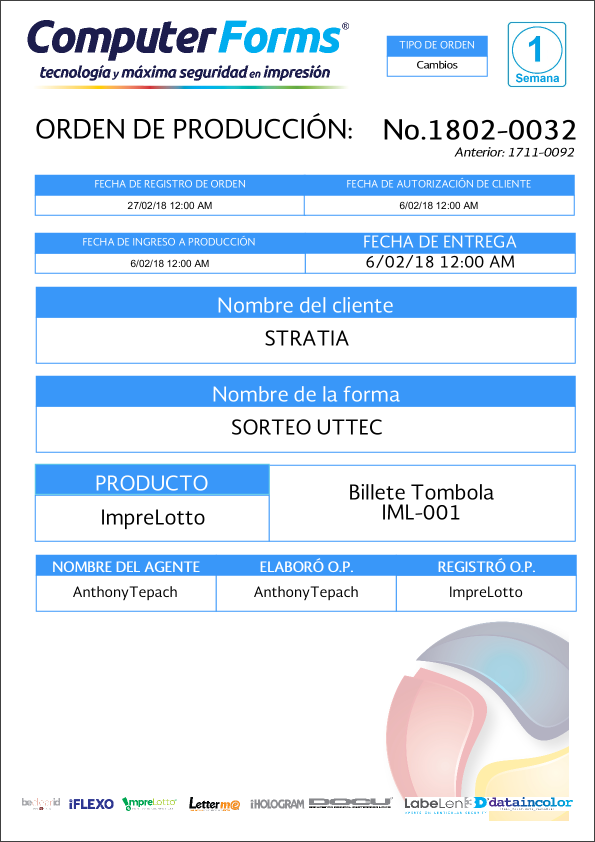 ComputerForms®
tecnología y máxima seguridad en impresión
TIPO DE ORDEN
Cambios
1
Semana
ORDEN DE PRODUCCIÓN:
No.1802-0032
Anterior: 1711-0092
FECHA DE REGISTRO DE ORDEN
FECHA DE AUTORIZACIÓN DE CLIENTE
27/02/18 12:00 AM
6/02/18 12:00 AM
FECHA DE INGRESO A PRODUCCIÓN
FECHA DE ENTREGA
6/02/18 12:00 AM
6/02/18 12:00 AM
Nombre del cliente
STRATIA
Nombre de la forma
SORTEO UTTEC
PRODUCTO
ImpreLotto
Billete Tombola
IML-001
NOMBRE DEL AGENTE
ELABORÓ O.P.
REGISTRÓ O.P.
AnthonyTepach
AnthonyTepach
ImpreLotto
iFLEXO
ImpreLotto
Letterm@
iHOLOGRAM
DOCU
LabeLent
dataincolor